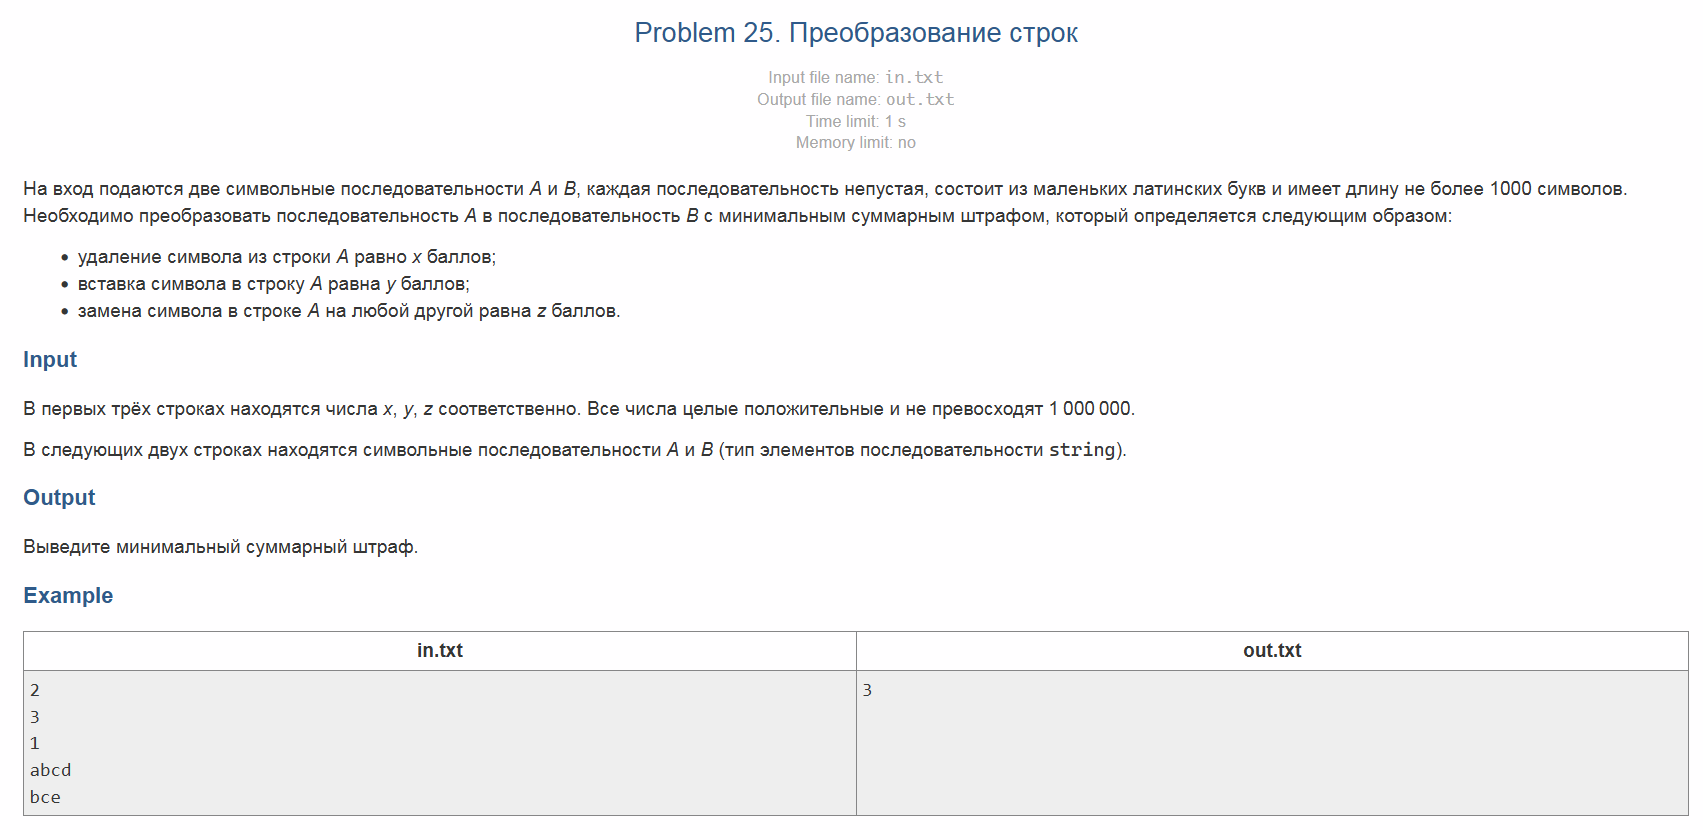 Problem 25. Преобразование строк
Input file name: in.txt
Output file name: out.txt
Time limit: 1 s
Memory limit: no
На вход подаются две символьные последовательности A и B, каждая последовательность непустая, состоит из маленьких латинских букв и имеет длину не более 1000 символов.
Необходимо преобразовать последовательность A в последовательность B с минимальным суммарным штрафом, который определяется следующим образом:
• удаление символа из строки A равно x баллов;
• вставка символа в строку A равна y баллов;
• замена символа в строке A на любой другой равна z баллов.
Input
В первых трёх строках находятся числа x, y, z соответственно. Все числа целые положительные и не превосходят 1 000 000.
В следующих двух строках находятся символьные последовательности A и B (тип элементов последовательности string).
Output
Выведите минимальный суммарный штраф.
Example
in.txt out.txt
2 3
3
1
abcd
bce